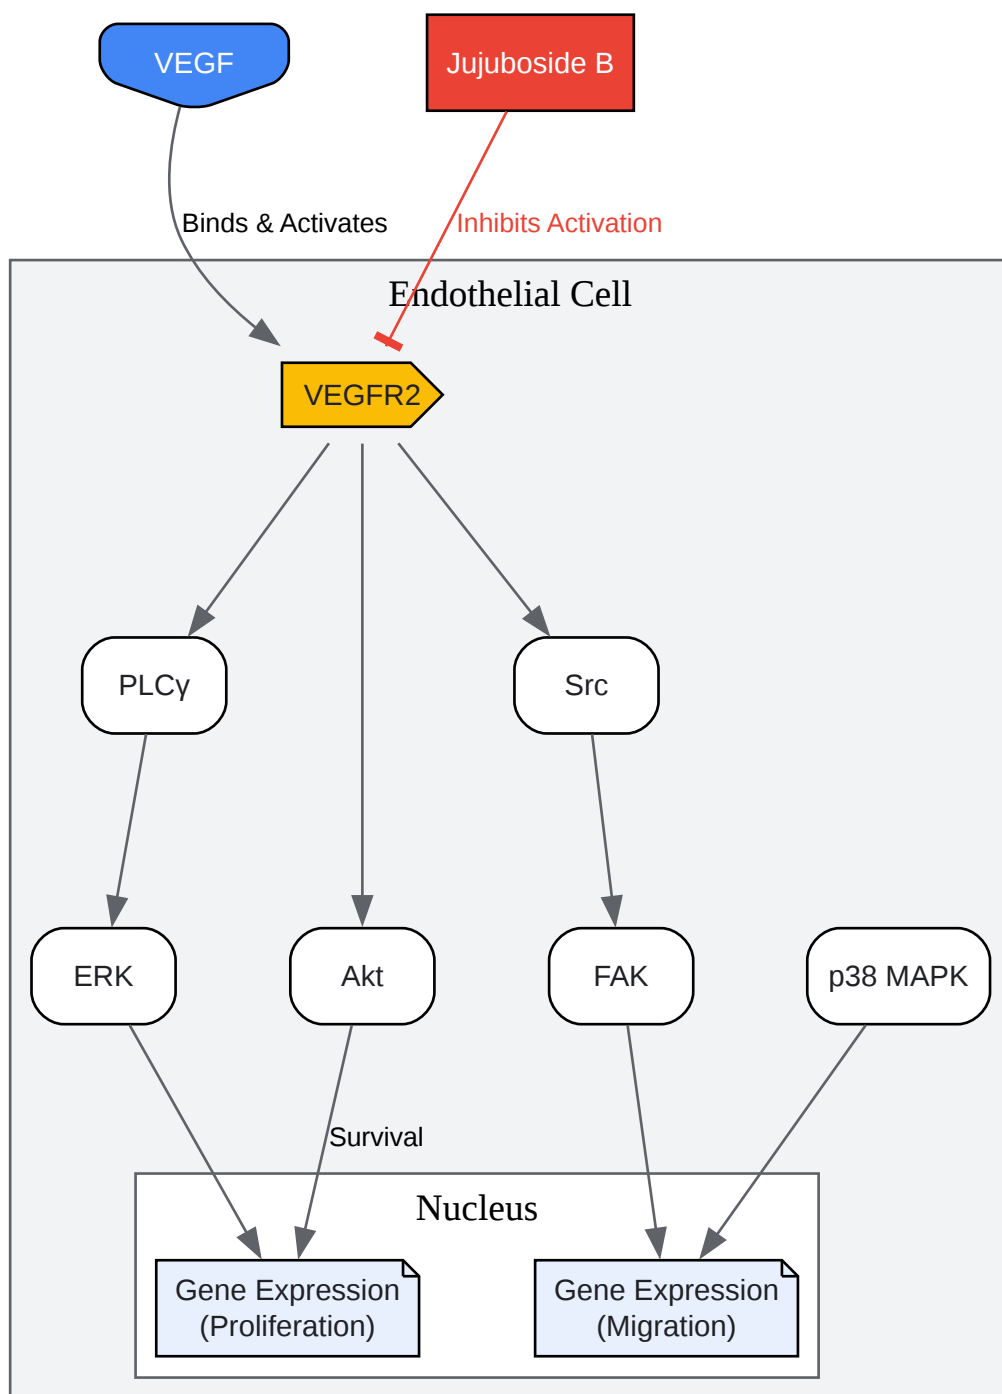 VEGF
Jujuboside B
Binds & Activates
Inhibits Activation
Endothelial Cell
VEGFR2
PLCγ
Src
ERK
Akt
FAK
p38 MAPK
Survival
Nucleus
Gene Expression
(Proliferation)
Gene Expression
(Migration)